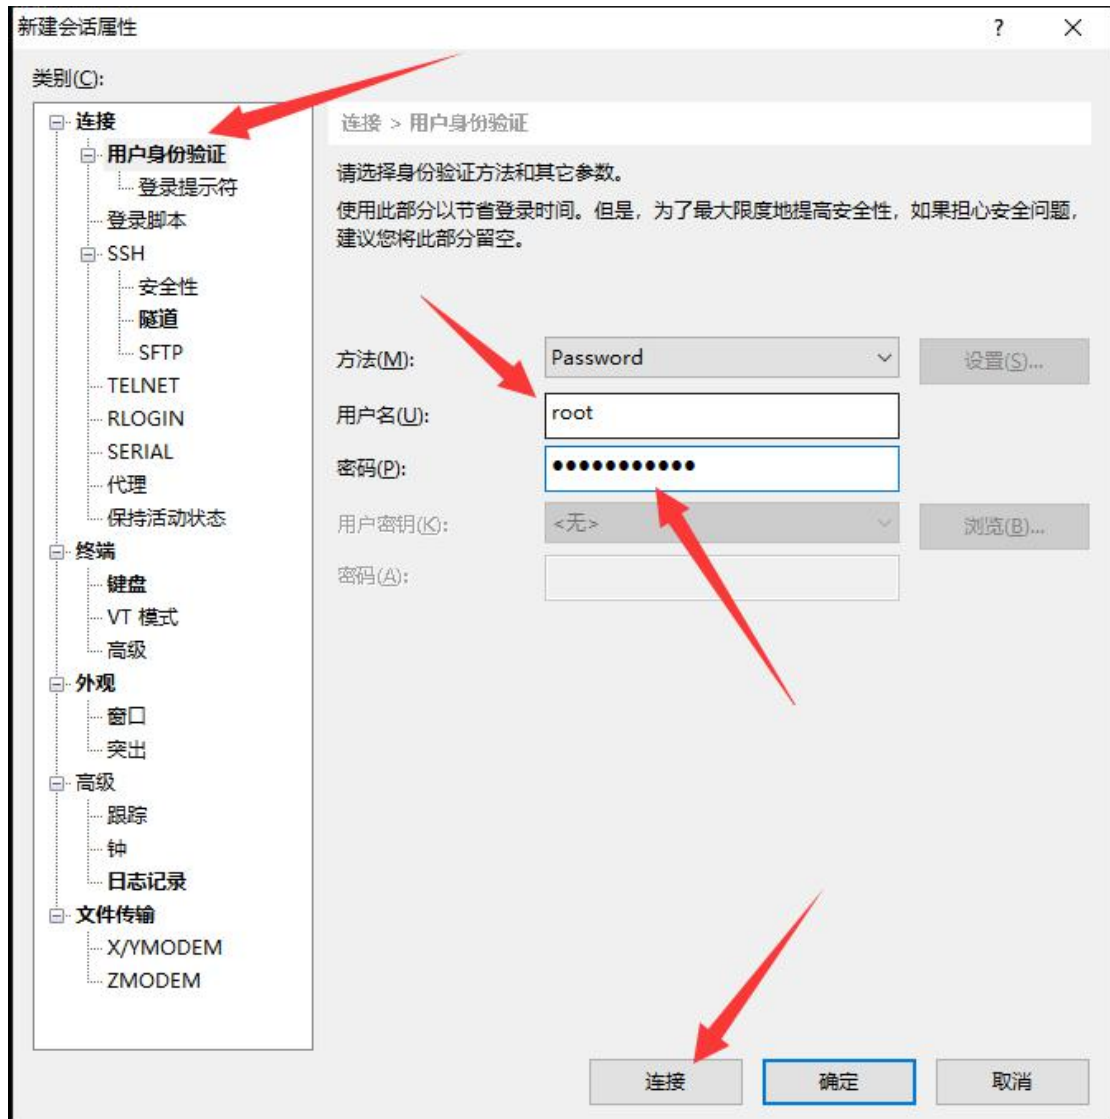 新建会话属性
?
类别(C):
连接
用户身份验证
登录提示符
登录脚本
SSH
安全性
隧道
SFTP
TELNET
RLOGIN
SERIAL
代理
保持活动状态
终端
键盘
VT 模式
高级
外观
窗口
突出
高级
跟踪
钟
日志记录
文件传输
X/YMODEM
ZMODEM
连接 > 用户身份验证
请选择身份验证方法和其它参数。
使用此部分以节省登录时间。但是，为了最大限度地提高安全性，如果担心安全问题，
建议您将此部分留空。
方法(M): Password 设置(S)...
用户名(U): root
密码(P): ●●●●●●●●●●●
用户密钥(K): <无> 浏览(B)...
密码(A):
连接 确定 取消